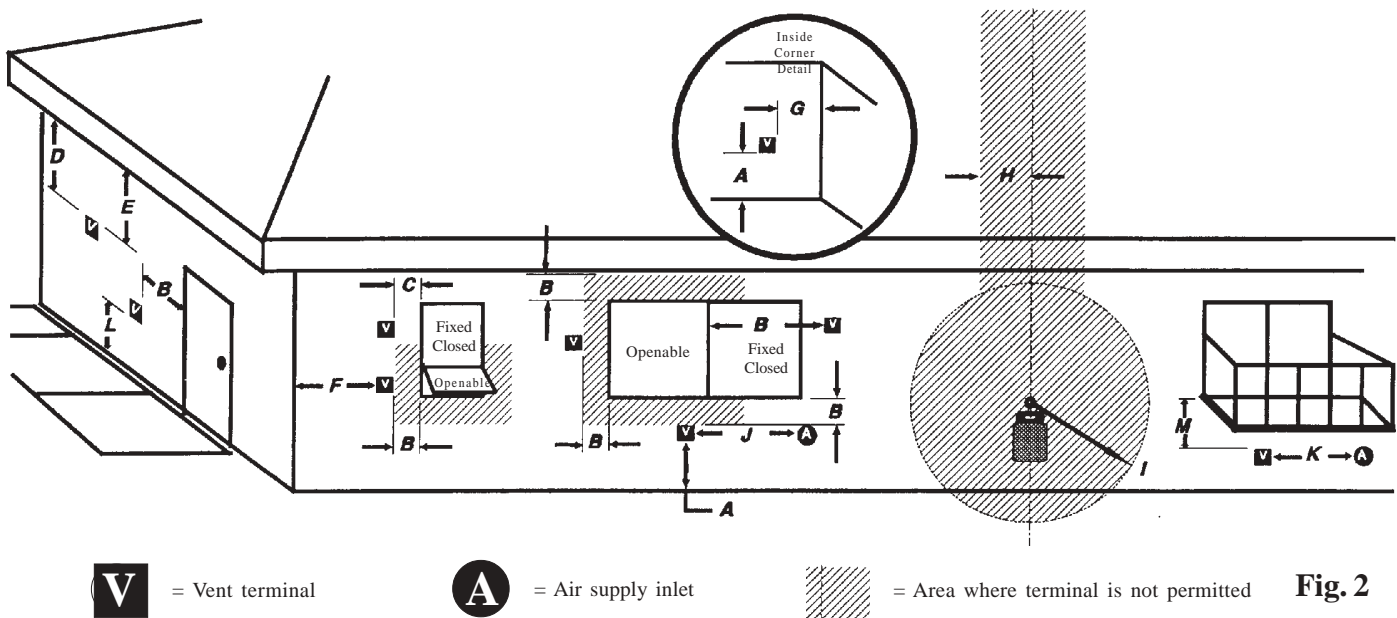 Inside
Corner
Detail
G
V
A
D
E
V
B
V
L
H
C
V
Fixed
Closed
F
V
Openable
B
B
V
Openable
B
V
Fixed
Closed
B
B
V
J
A
A
I
M
V
K
A
V = Vent terminal
A = Air supply inlet
= Area where terminal is not permitted
Fig. 2